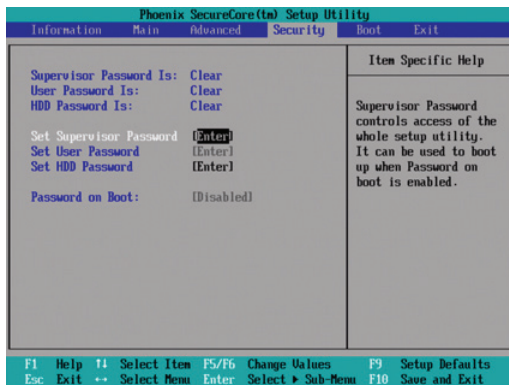 Phoenix SecureCore(tm) Setup Utility
Information Main Advanced Security Boot Exit
Item Specific Help
Supervisor Password Is: Clear
User Password Is: Clear
HDD Password Is: Clear
Set Supervisor Password [Enter]
Set User Password [Enter]
Set HDD Password [Enter]
Password on Boot: [Disabled]
Supervisor Password
controls access of the
whole setup utility.
It can be used to boot
up when Password on
boot is enabled.
F1 Help ↑↓ Select Item F5/F6 Change Values F9 Setup Defaults
Esc Exit ↔ Select Menu Enter Select ▶ Sub-Menu F10 Save and Exit